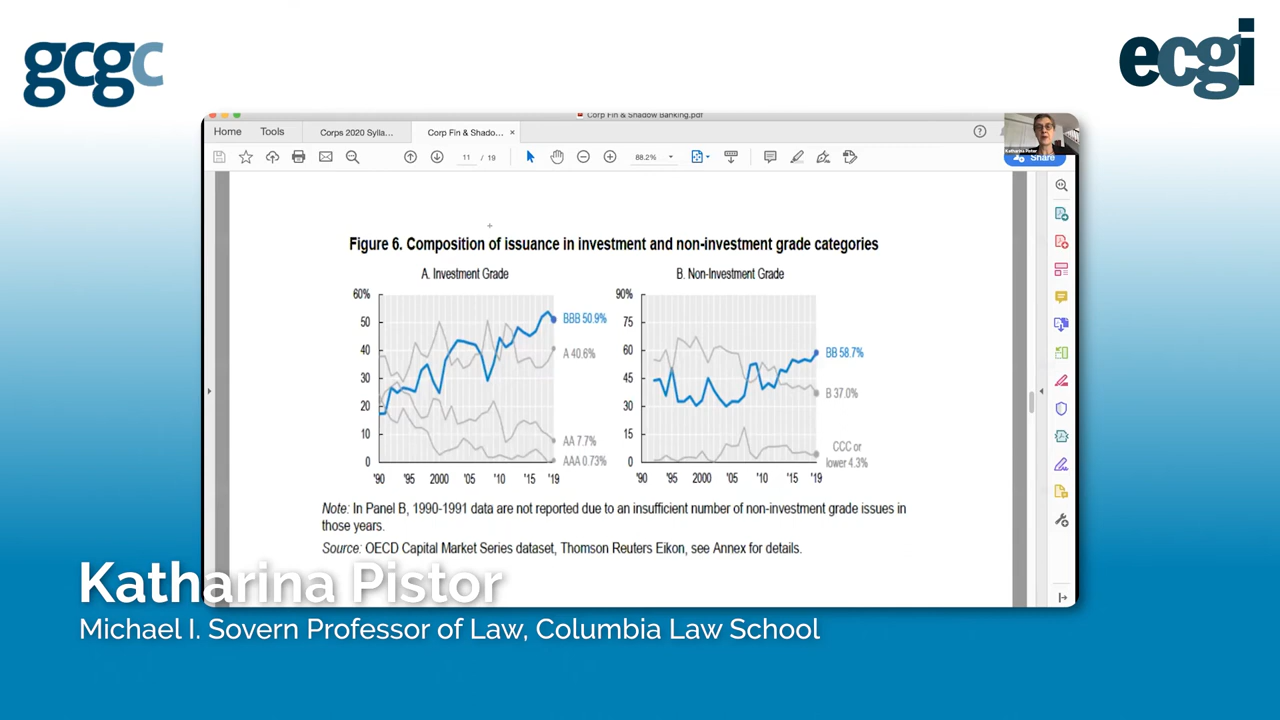 gcgc
ecgi
Corp Fin & Shadow Banking.pdf
Home Tools Corps 2020 Sylla... Corp Fin & Shado... ×
11 / 19 88.2% Share
Katharina Pistor
Figure 6. Composition of issuance in investment and non-investment grade categories
A. Investment Grade
60%
50
40
30
20
10
0
'90 '95 2000 '05 '10 '15 '19
BBB 50.9%
A 40.6%
AA 7.7%
AAA 0.73%
B. Non-Investment Grade
90%
75
60
45
30
15
0
'90 '95 2000 '05 '10 '15 '19
BB 58.7%
B 37.0%
CCC or
lower 4.3%
Note: In Panel B, 1990-1991 data are not reported due to an insufficient number of non-investment grade issues in
those years.
Source: OECD Capital Market Series dataset, Thomson Reuters Eikon, see Annex for details.
Katharina Pistor
Michael I. Sovern Professor of Law, Columbia Law School